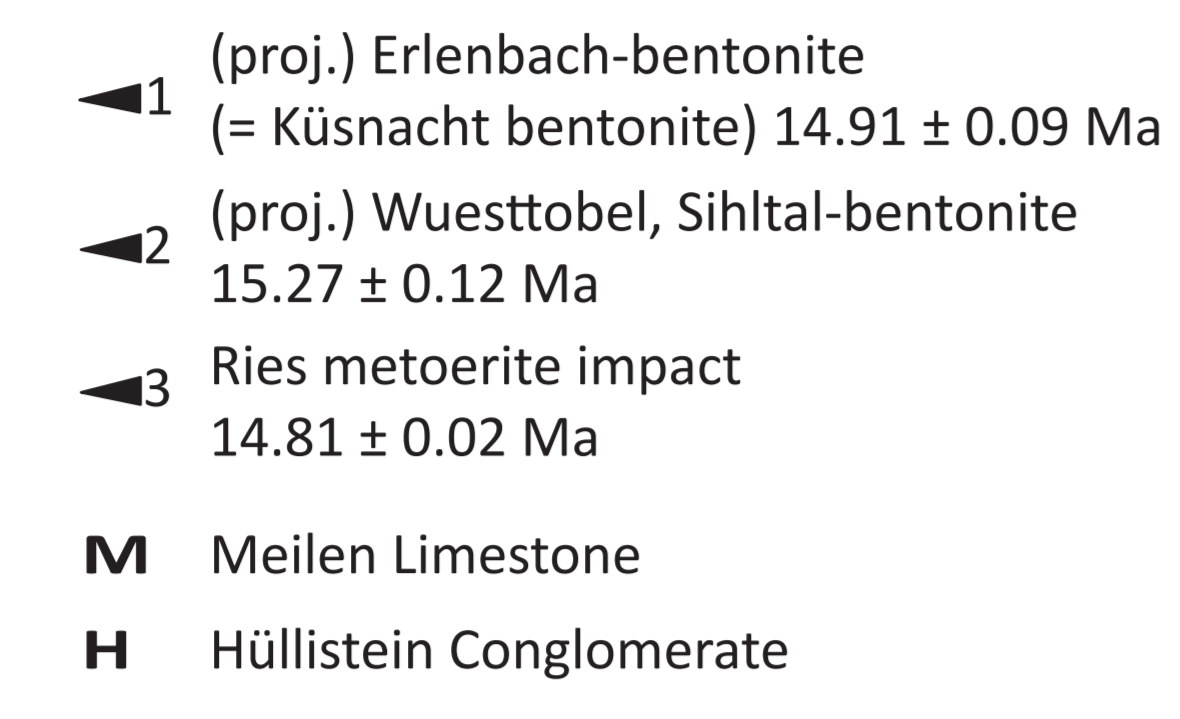 (proj.) Erlenbach-bentonite
1
(= Küsnacht bentonite) 14.91 ± 0.09 Ma
(proj.) Wuesttobel, Sihltal-bentonite
2
15.27 ± 0.12 Ma
Ries metoerite impact
3
14.81 ± 0.02 Ma
M Meilen Limestone
H Hüllistein Conglomerate